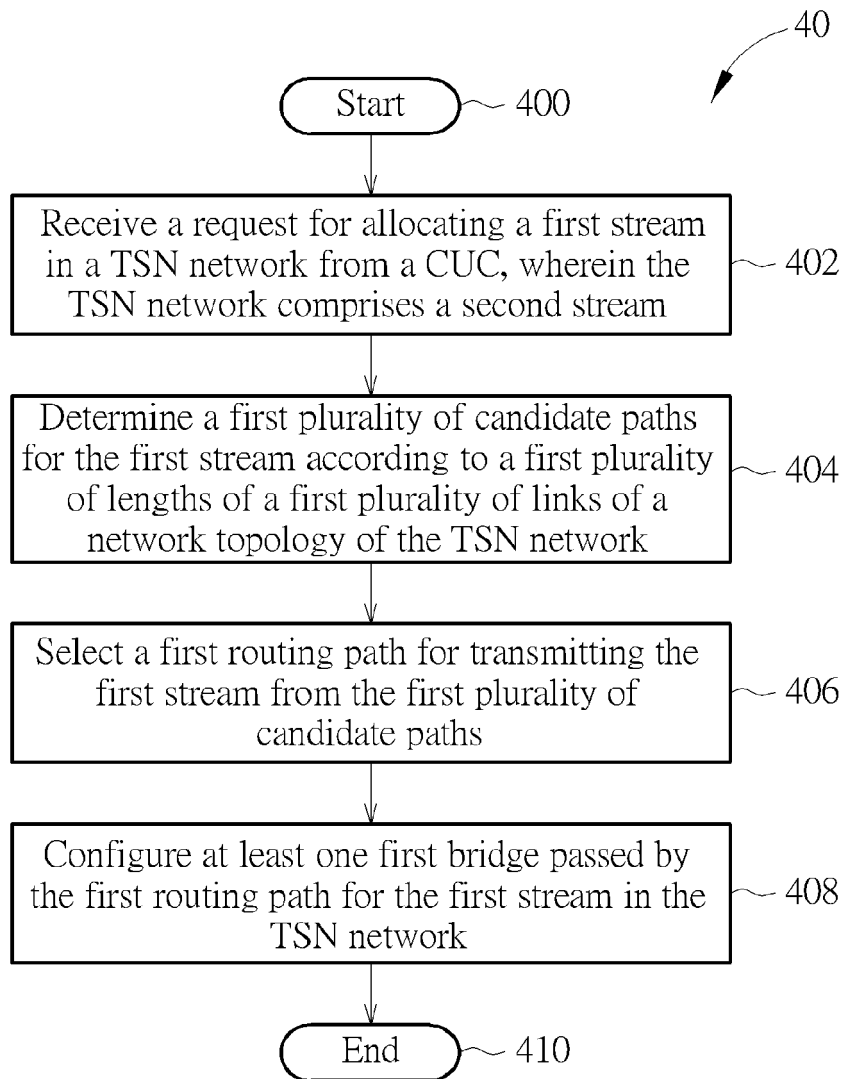 40
Start
400
Receive a request for allocating a first stream
in a TSN network from a CUC, wherein the
TSN network comprises a second stream
402
Determine a first plurality of candidate paths
for the first stream according to a first plurality
of lengths of a first plurality of links of a
network topology of the TSN network
404
Select a first routing path for transmitting the
first stream from the first plurality of
candidate paths
406
Configure at least one first bridge passed by
the first routing path for the first stream in the
TSN network
408
End
410